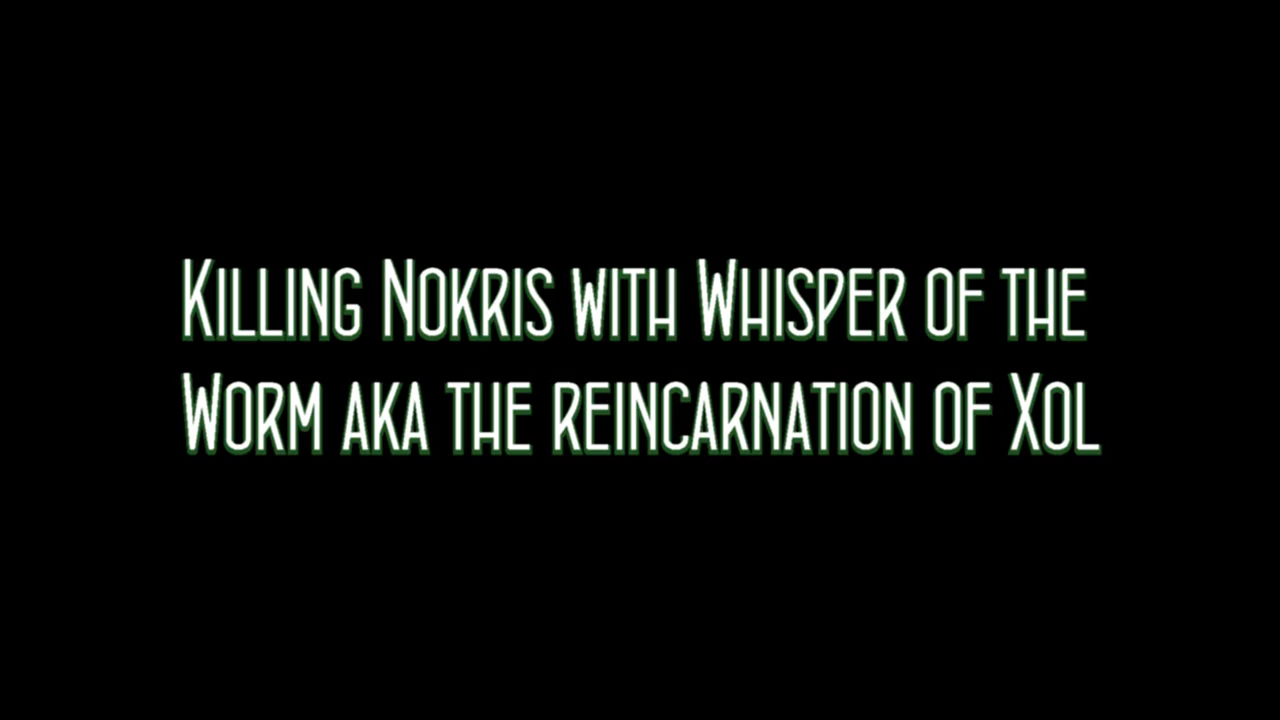 Killing Nokris with Whisper of the
Worm aka the reincarnation of Xol